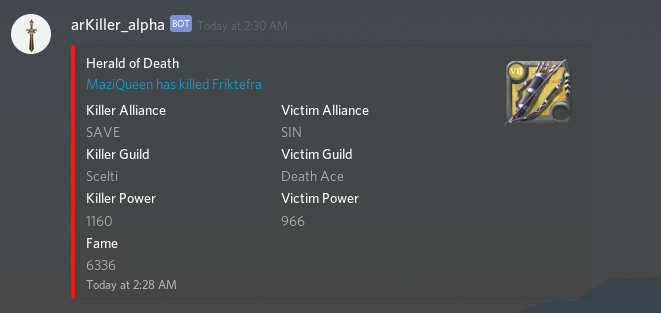 arKiller_alpha BOT Today at 2:30 AM
Herald of Death
MaziQueen has killed Friktefra
VII
Killer Alliance Victim Alliance
SAVE SIN
Killer Guild Victim Guild
Scelti Death Ace
Killer Power Victim Power
1160 966
Fame
6336
Today at 2:28 AM